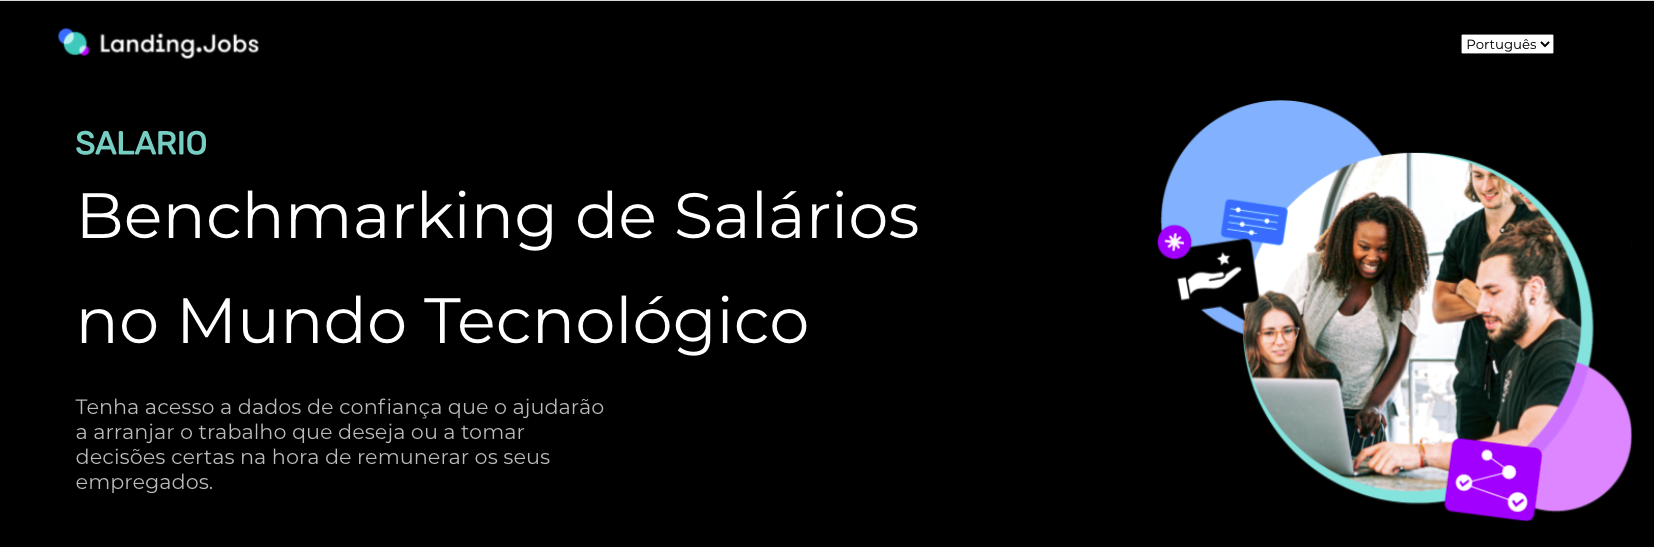 Landing.Jobs
Português
SALARIO
Benchmarking de Salários
no Mundo Tecnológico
Tenha acesso a dados de confiança que o ajudarão
a arranjar o trabalho que deseja ou a tomar
decisões certas na hora de remunerar os seus
empregados.